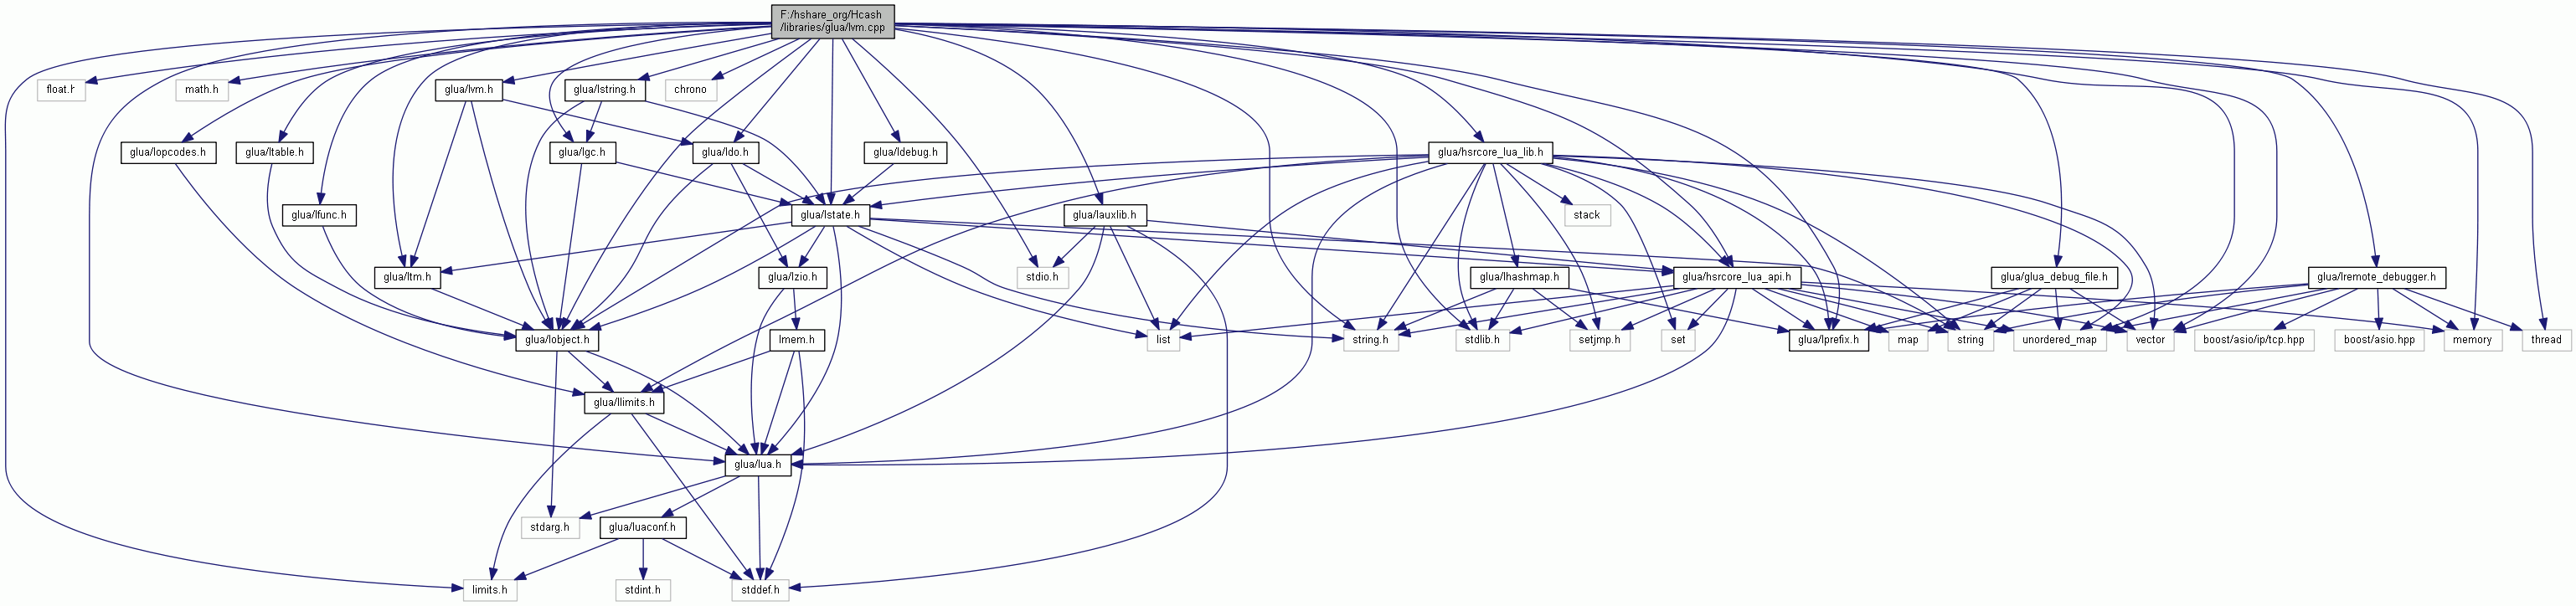 F:/hshare_org/Hcash
/libraries/glua/lvm.cpp
float.h
math.h
glua/lvm.h
glua/lstring.h
chrono
glua/lopcodes.h
glua/ltable.h
glua/lgc.h
glua/ldo.h
glua/ldebug.h
glua/hsrcore_lua_lib.h
glua/lfunc.h
glua/lstate.h
glua/lauxlib.h
stack
glua/ltm.h
glua/lzio.h
stdio.h
glua/lhashmap.h
glua/hsrcore_lua_api.h
glua/glua_debug_file.h
glua/lremote_debugger.h
glua/lobject.h
lmem.h
list
string.h
stdlib.h
setjmp.h
set
glua/lprefix.h
map
string
unordered_map
vector
boost/asio/ip/tcp.hpp
boost/asio.hpp
memory
thread
glua/llimits.h
glua/lua.h
stdarg.h
glua/luaconf.h
limits.h
stdint.h
stddef.h